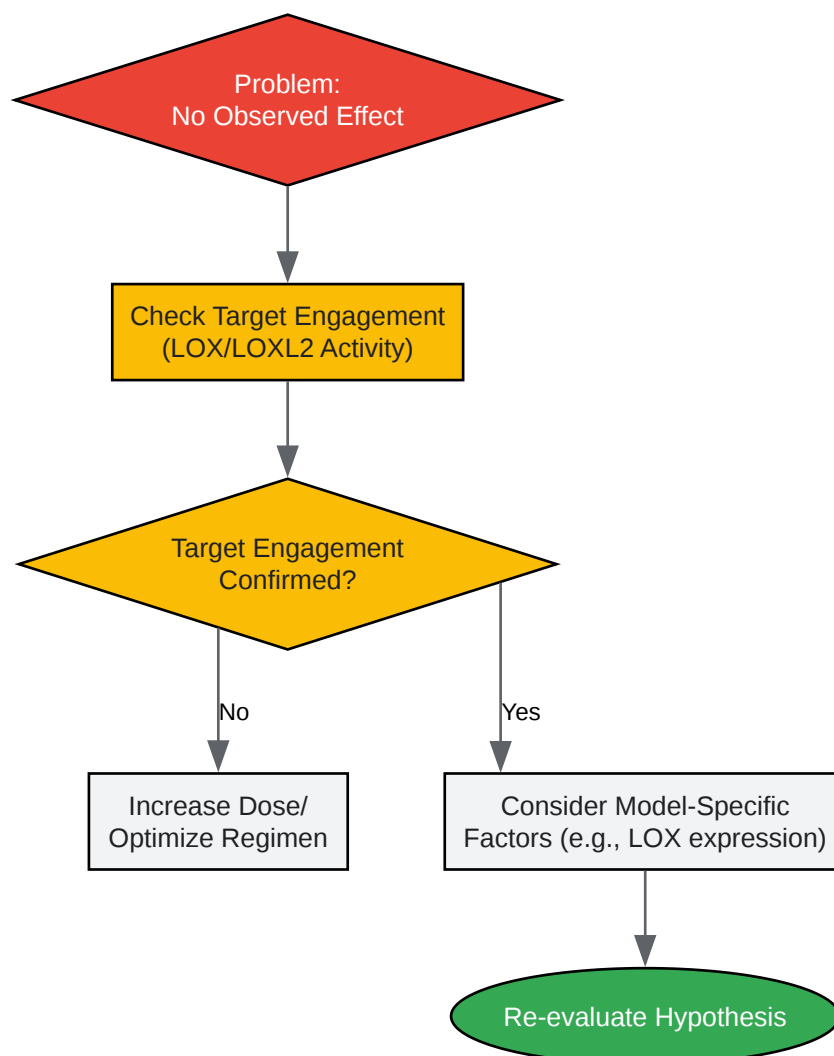 Problem:
No Observed Effect
Check Target Engagement
(LOX/LOXL2 Activity)
Target Engagement
Confirmed?
No
Yes
Increase Dose/
Optimize Regimen
Consider Model-Specific
Factors (e.g., LOX expression)
Re-evaluate Hypothesis